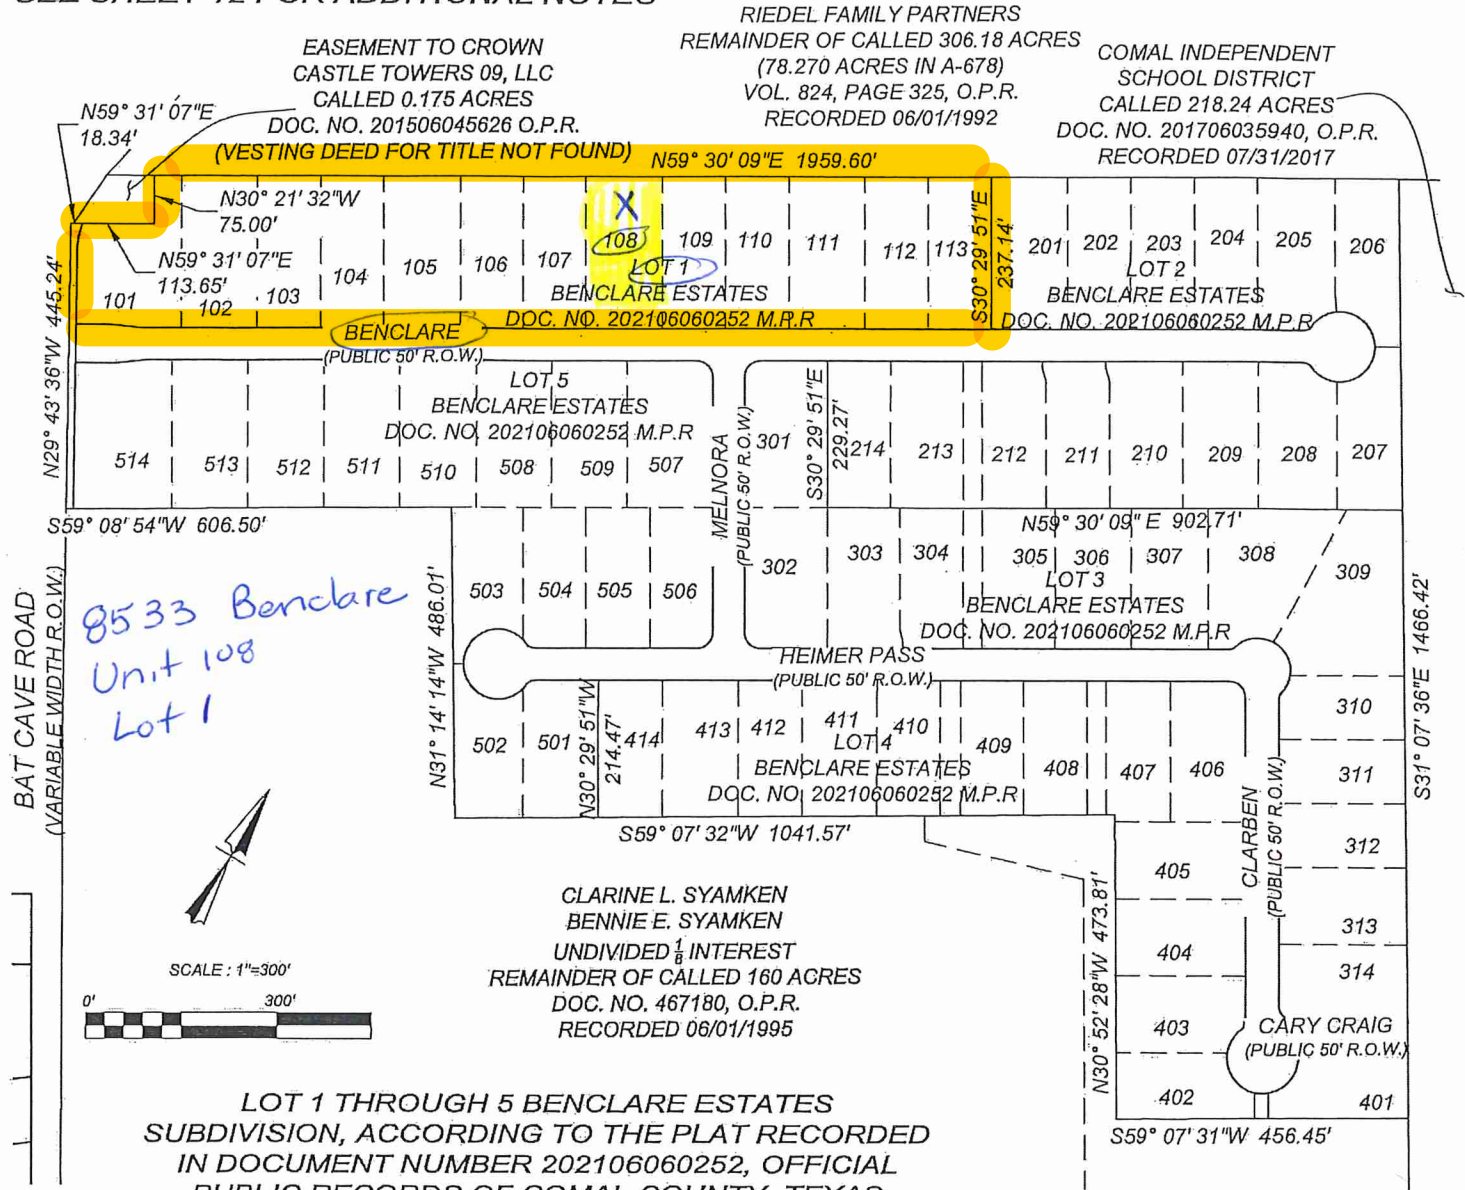 SEE SHEET FOR ADDITIONAL NOTES
EASEMENT TO CROWN
CASTLE TOWERS 09, LLC
CALLED 0.175 ACRES
DOC. NO. 201506045626 O.P.R.
(VESTING DEED FOR TITLE NOT FOUND)
RIEDEL FAMILY PARTNERS
REMAINDER OF CALLED 306.18 ACRES
(78.270 ACRES IN A-678)
VOL. 824, PAGE 325, O.P.R.
RECORDED 06/01/1992
COMAL INDEPENDENT
SCHOOL DISTRICT
CALLED 218.24 ACRES
DOC. NO. 201706035940, O.P.R.
RECORDED 07/31/2017
N59° 31' 07"E
18.34'
N59° 30' 09"E 1959.60'
N30° 21' 32"W
75.00'
N59° 31' 07"E
113.65'
X
101
102
103
104
105
106
107
108
109
110
111
112
113
LOT 1
BENCLARE ESTATES
DOC. NO. 202106060252 M.P.R
S30° 29' 51"E
237.14'
201
202
203
204
205
206
LOT 2
BENCLARE ESTATES
DOC. NO. 202106060252 M.P.R
N29° 43' 36"W 445.24'
BENCLARE
(PUBLIC 50' R.O.W.)
LOT 5
BENCLARE ESTATES
DOC. NO. 202106060252 M.P.R
514
513
512
511
510
508
509
507
MELNORA
(PUBLIC 50' R.O.W.)
301
S30° 29' 51"E
229.27'
214
213
212
211
210
209
208
207
S59° 08' 54"W 606.50'
N59° 30' 09" E 902.71'
503
504
505
506
302
303
304
305
306
307
308
309
LOT 3
BENCLARE ESTATES
DOC. NO. 202106060252 M.P.R
N31° 14' 14"W 486.01'
HEIMER PASS
(PUBLIC 50' R.O.W.)
8533 Benclare
Unit 108
Lot 1
BAT CAVE ROAD
(VARIABLE WIDTH R.O.W.)
502
501
N30° 29' 51"W
214.47'
414
413
412
411
410
409
408
407
406
LOT 4
BENCLARE ESTATES
DOC. NO. 202106060252 M.P.R
310
311
312
313
314
S31° 07' 36"E 1466.42'
S59° 07' 32"W 1041.57'
CLARBEN
(PUBLIC 50' R.O.W.)
405
404
403
402
401
N30° 52' 28"W 473.81'
CARY CRAIG
(PUBLIC 50' R.O.W.)
S59° 07' 31"W 456.45'
CLARINE L. SYAMKEN
BENNIE E. SYAMKEN
UNDIVIDED 1/8 INTEREST
REMAINDER OF CALLED 160 ACRES
DOC. NO. 467180, O.P.R.
RECORDED 06/01/1995
SCALE : 1"=300'
0' 300'
LOT 1 THROUGH 5 BENCLARE ESTATES
SUBDIVISION, ACCORDING TO THE PLAT RECORDED
IN DOCUMENT NUMBER 202106060252, OFFICIAL
PUBLIC RECORDS OF COMAL COUNTY, TEXAS